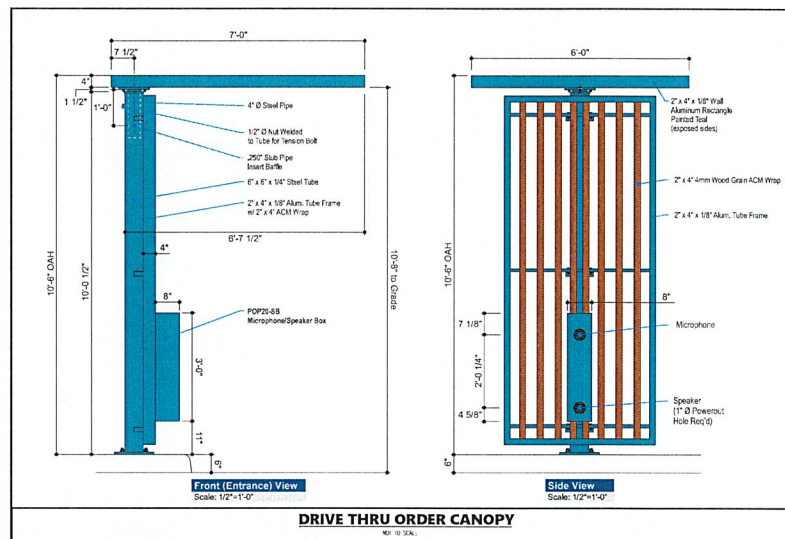 7'-0"
7 1/2"
4"
1 1/2"
1'-0"
4" Ø Steel Pipe
1/2" Ø Nut Welded
to Tube for Tension Bolt
.250" Stub Pipe
Insert Baffle
6" x 6" x 1/4" Steel Tube
2" x 4" x 1/8" Alum. Tube Frame
w/ 2" x 4" ACM Wrap
6'-7 1/2"
4"
10'-6" OAH
10'-0 1/2"
8"
POP20-SB
Microphone/Speaker Box
3'-0"
11"
6"
Front (Entrance) View
Scale: 1/2"=1'-0"
6'-0"
2" x 4" x 1/8" Wall
Aluminum Rectangle
Painted Teal
(exposed sides)
2" x 4" 4mm Wood Grain ACM Wrap
2" x 4" x 1/8" Alum. Tube Frame
10'-6" OAH
8"
7 1/8"
Microphone
2'-0 1/4"
Speaker
(1" Ø Powerout
Hole Req'd)
4 5/8"
6"
Side View
Scale: 1/2"=1'-0"
DRIVE THRU ORDER CANOPY
NOT TO SCALE